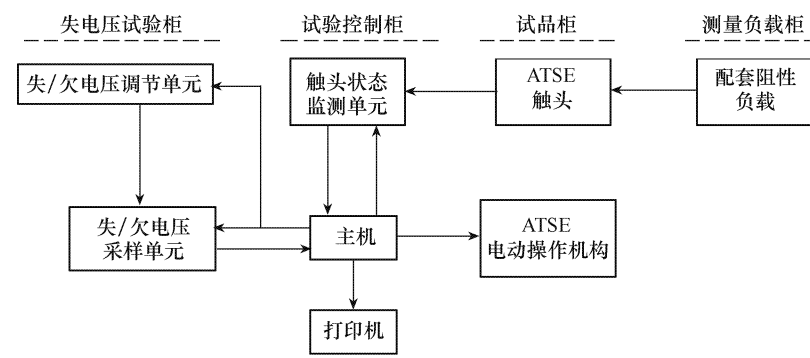 失电压试验柜
试验控制柜
试品柜
测量负载柜
失/欠电压调节单元
触头状态
监测单元
ATSE
触头
配套阻性
负载
失/欠电压
采样单元
主机
ATSE
电动操作机构
打印机